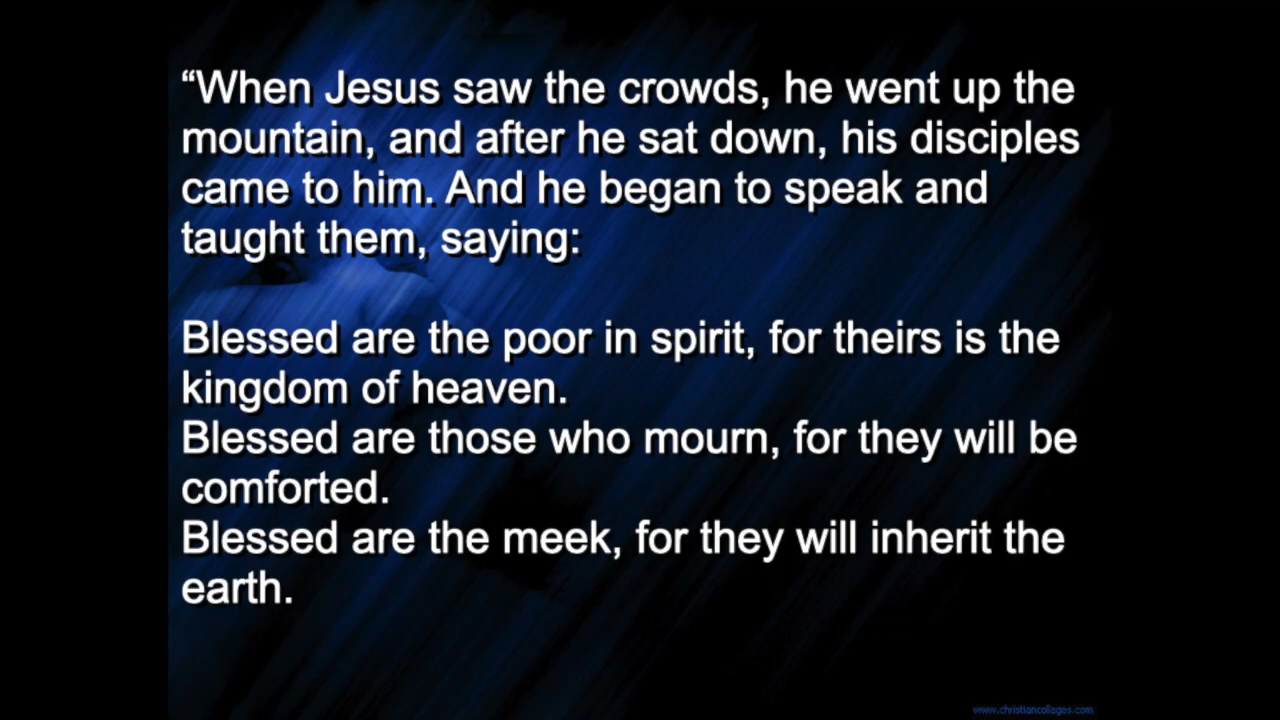 “When Jesus saw the crowds, he went up the
mountain, and after he sat down, his disciples
came to him. And he began to speak and
taught them, saying:
Blessed are the poor in spirit, for theirs is the
kingdom of heaven.
Blessed are those who mourn, for they will be
comforted.
Blessed are the meek, for they will inherit the
earth.
www.christiancollages.com